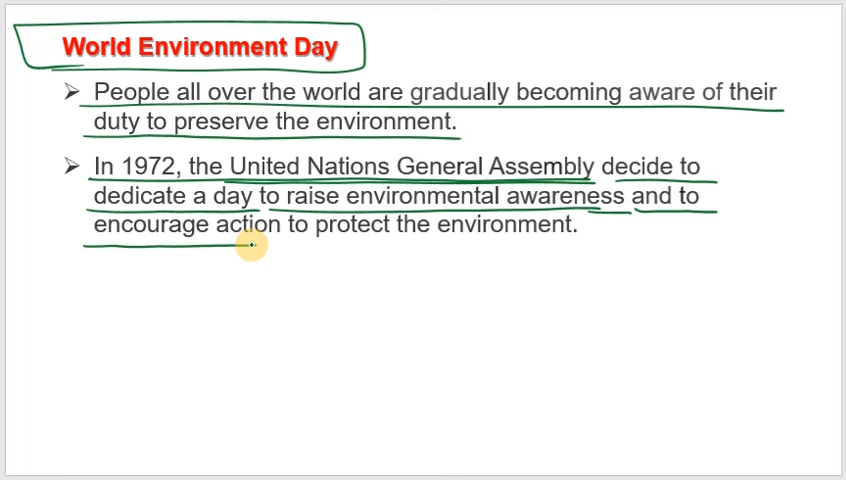 World Environment Day
➢ People all over the world are gradually becoming aware of their
duty to preserve the environment.
➢ In 1972, the United Nations General Assembly decide to
dedicate a day to raise environmental awareness and to
encourage action to protect the environment.